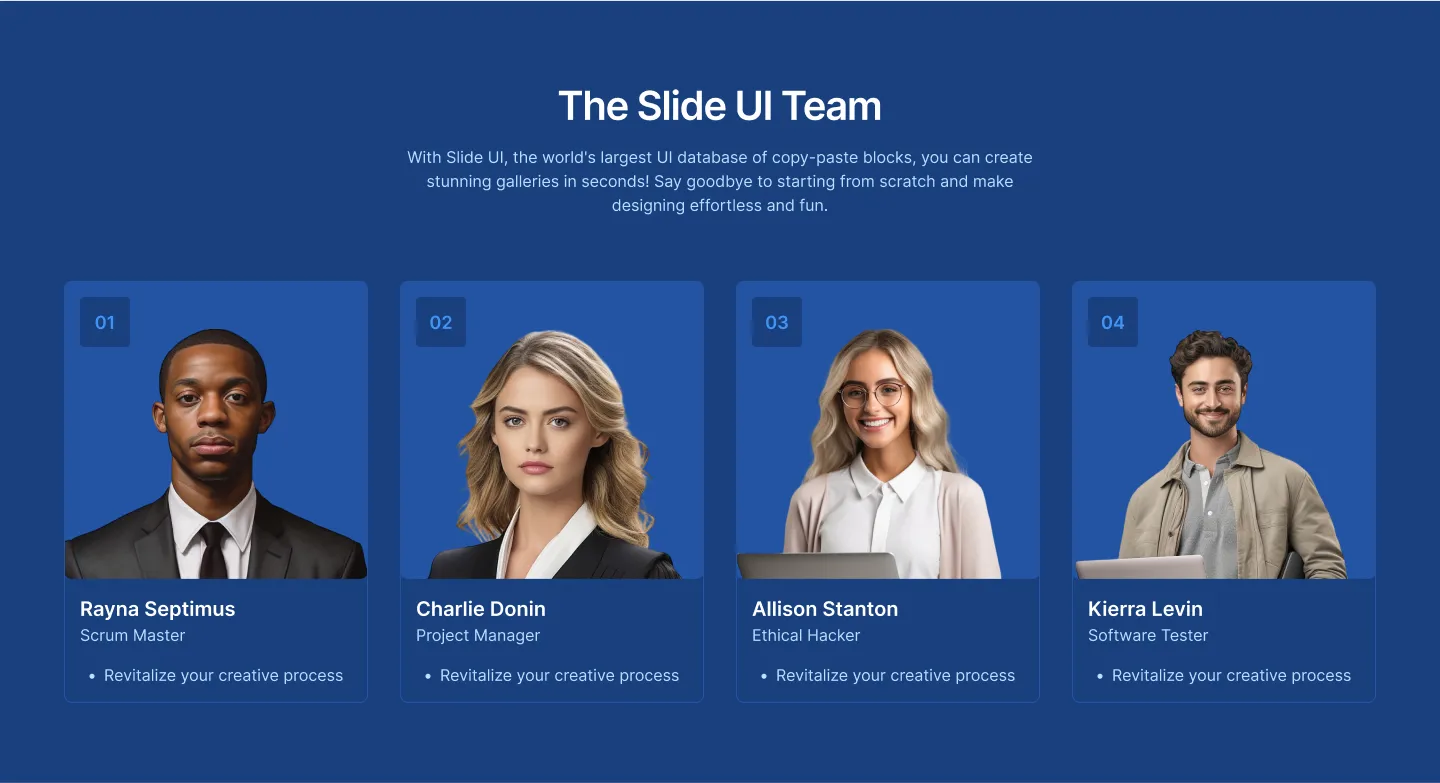 The Slide UI Team
With Slide UI, the world's largest UI database of copy-paste blocks, you can create
stunning galleries in seconds! Say goodbye to starting from scratch and make
designing effortless and fun.
01
Rayna Septimus
Scrum Master
• Revitalize your creative process
02
Charlie Donin
Project Manager
• Revitalize your creative process
03
Allison Stanton
Ethical Hacker
• Revitalize your creative process
04
Kierra Levin
Software Tester
• Revitalize your creative process